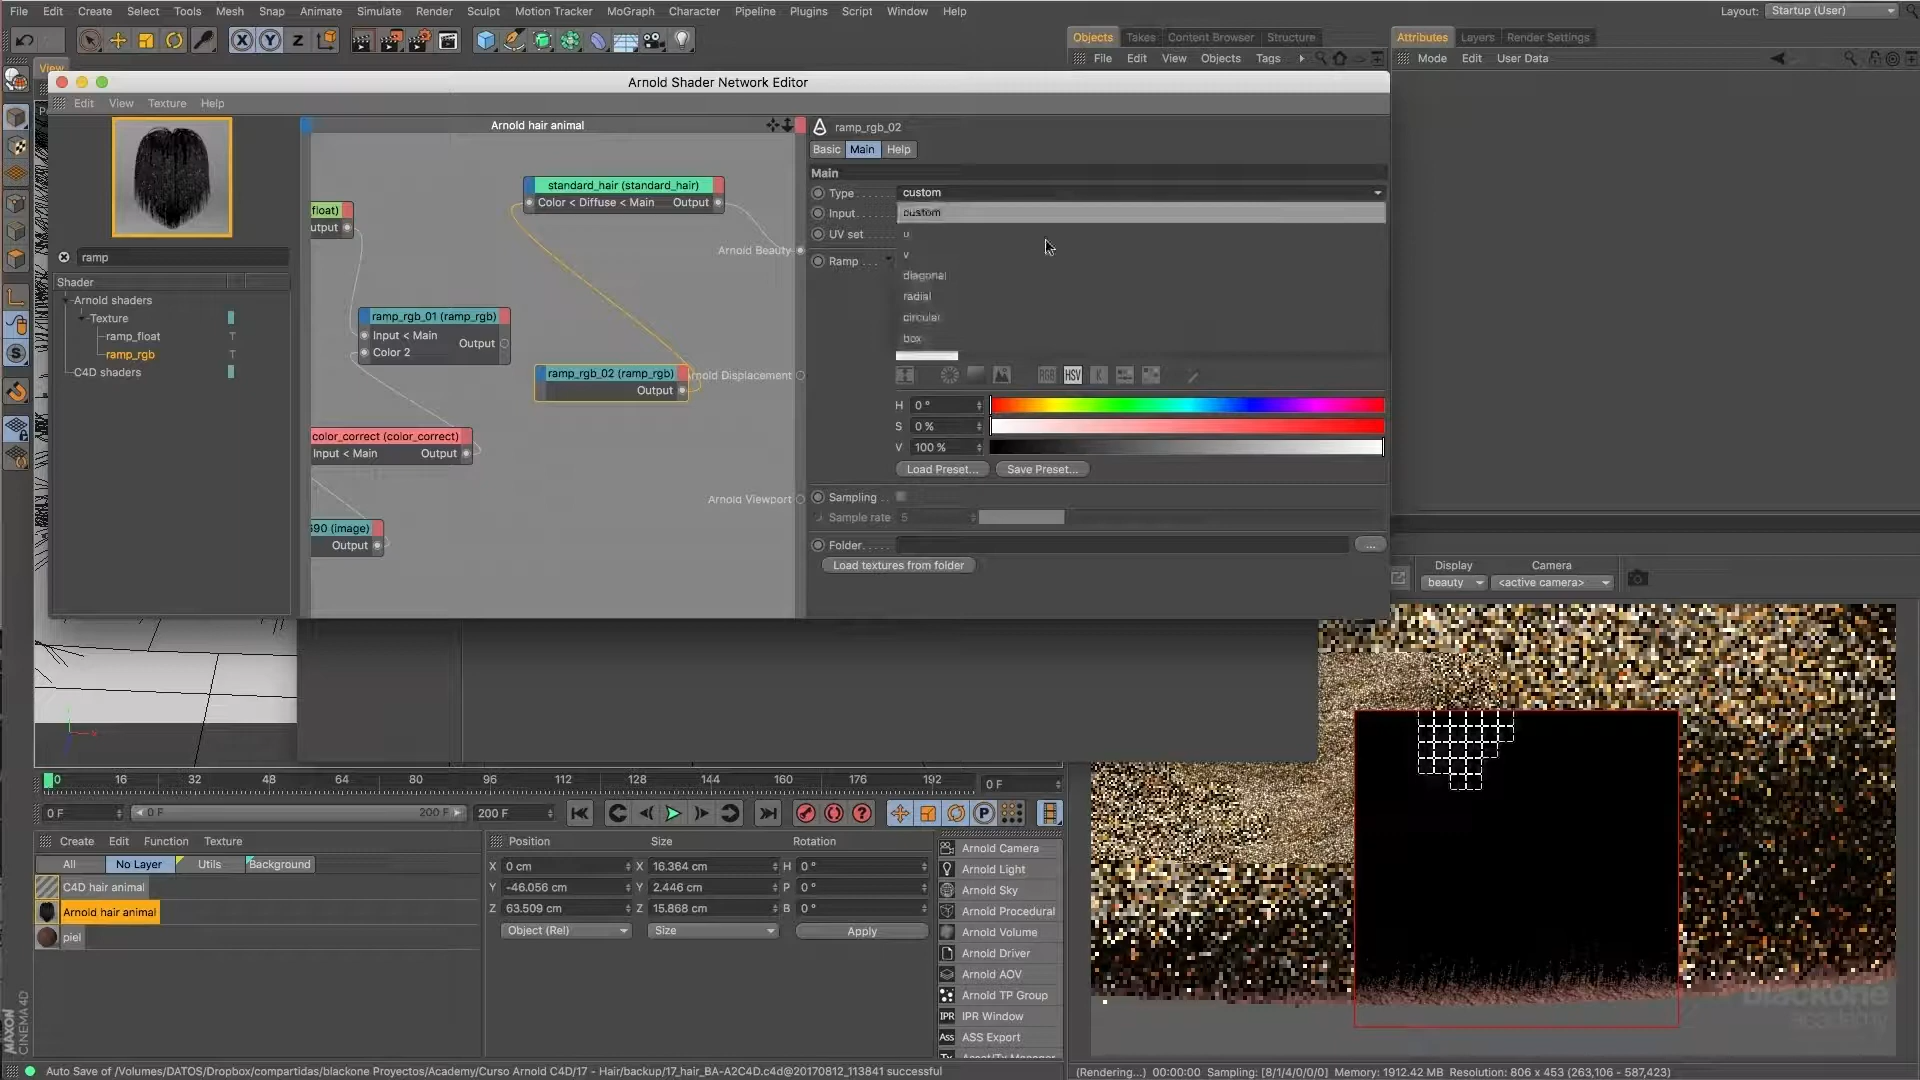 File Edit Create Select Tools Mesh Snap Animate Simulate Render Sculpt Motion Tracker MoGraph Character Pipeline Plugins Script Window Help Layout: Startup (User)
Objects Takes Content Browser Structure Attributes Layers Render Settings
File Edit View Objects Tags Mode Edit User Data
View
Arnold Shader Network Editor
Edit View Texture Help
Arnold hair animal
ramp_rgb_02
Basic Main Help
Main
Type custom
Input custom
UV set u
v
Ramp
diagonal
radial
circular
box
standard_hair (standard_hair)
Color < Diffuse < Main Output
float)
utput
Arnold Beauty
ramp
Shader
Arnold shaders
Texture
ramp_float
ramp_rgb
C4D shaders
ramp_rgb_01 (ramp_rgb)
Input < Main
Output
Color 2
ramp_rgb_02 (ramp_rgb)
Output
rnold Displacement
color_correct (color_correct)
Input < Main Output
Arnold Viewport
590 (image)
Output
RGB HSV K
H 0 °
S 0 %
V 100 %
Load Preset... Save Preset...
Sampling
Sample rate 5
Folder ...
Load textures from folder
Display Camera
beauty <active camera>
0 16 32 48 64 80 96 112 128 144 160 176 192 0 F
0 F 0 F 200 F 200 F
Create Edit Function Texture
All No Layer Utils Background
C4D hair animal
Arnold hair animal
piel
Position Size Rotation
X 0 cm X 16.364 cm H 0 °
Y -46.056 cm Y 2.446 cm P 0 °
Z 63.509 cm Z 15.868 cm B 0 °
Object (Rel) Size Apply
Arnold Camera
Arnold Light
Arnold Sky
Arnold Procedural
Arnold Volume
Arnold Driver
Arnold AOV
Arnold TP Group
IPR IPR Window
Ass ASS Export
blackone
academy
MAXON
CINEMA 4D
Auto Save of /Volumes/DATOS/Dropbox/compartidas/blackone Proyectos/Academy/Curso Arnold C4D/17 - Hair/backup/17_hair_BA-A2C4D.c4d@20170812_113841 successful
(Rendering...) 00:00:00 Sampling: [8/1/4/0/0/0] Memory: 1912.42 MB Resolution: 806 x 453 (263,106 - 587,423)